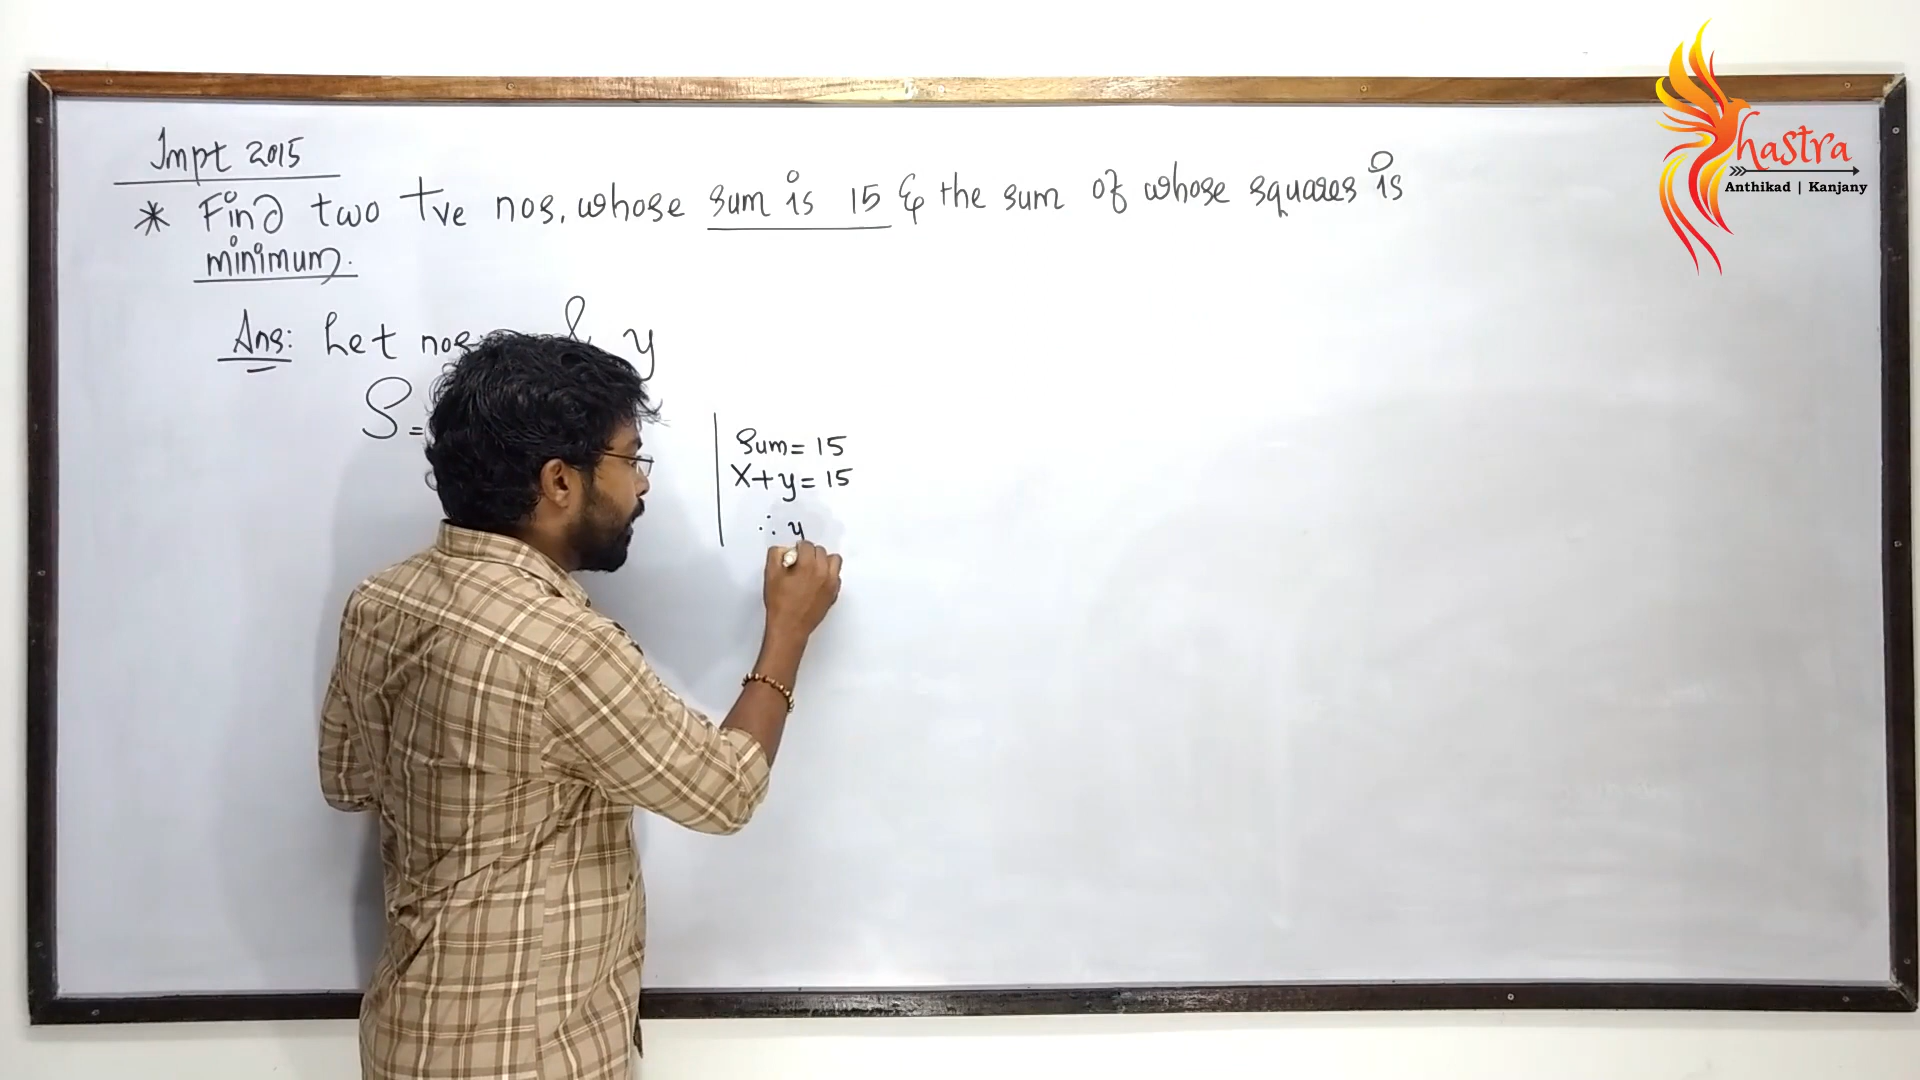 Impt 2015
* Find two +ve nos. whose sum is 15 & the sum of whose squares is
minimum.
Ans: Let nos & y
S =
Sum = 15
x + y = 15
∴ y
Shastra
Anthikad | Kanjany